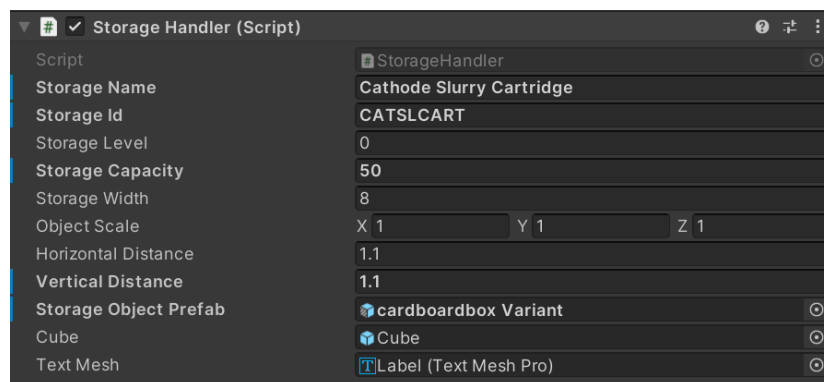 # Storage Handler (Script)
Script # StorageHandler
Storage Name Cathode Slurry Cartridge
Storage Id CATSLCART
Storage Level 0
Storage Capacity 50
Storage Width 8
Object Scale X 1 Y 1 Z 1
Horizontal Distance 1.1
Vertical Distance 1.1
Storage Object Prefab cardboardbox Variant
Cube Cube
Text Mesh T Label (Text Mesh Pro)